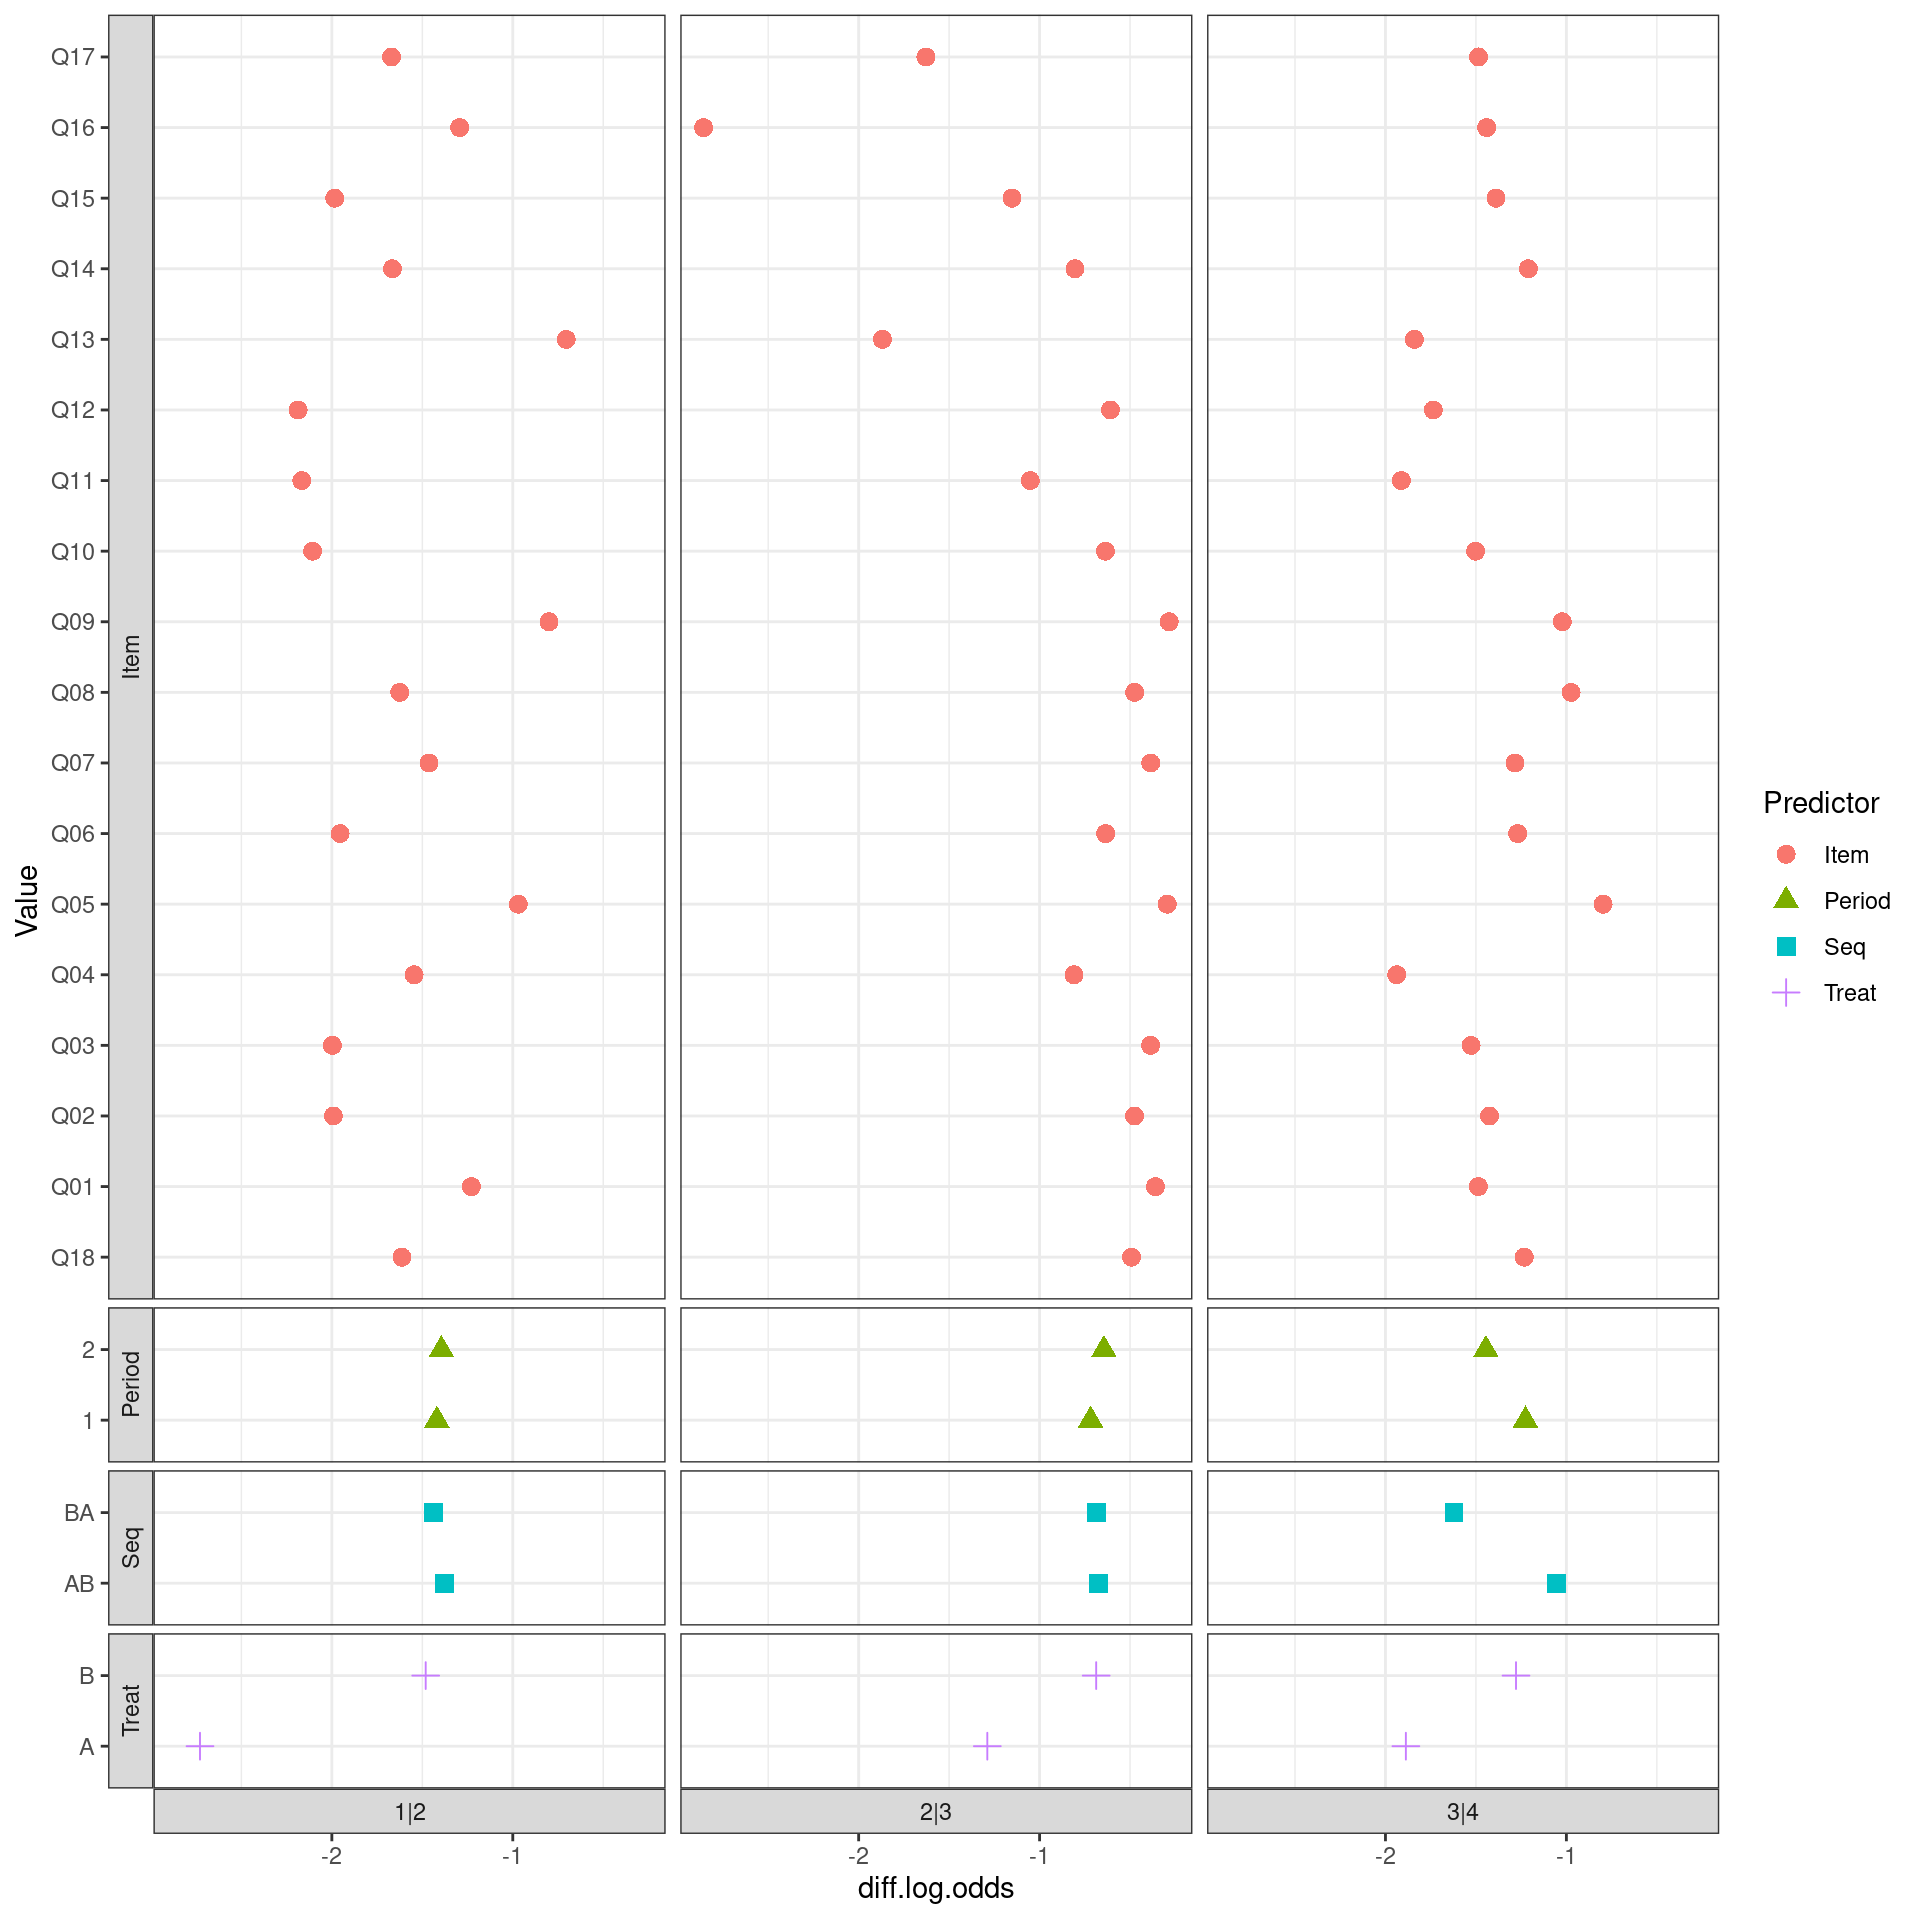 Q17
Q16
Q15
Q14
Q13
Q12
Q11
Q10
Q09
Q08
Q07
Q06
Q05
Q04
Q03
Q02
Q01
Q18
Item
2
1
Period
BA
AB
Seq
B
A
Treat
Value
1|2
2|3
3|4
-2 -1
-2 -1
-2 -1
diff.log.odds
Predictor
Item
Period
Seq
Treat